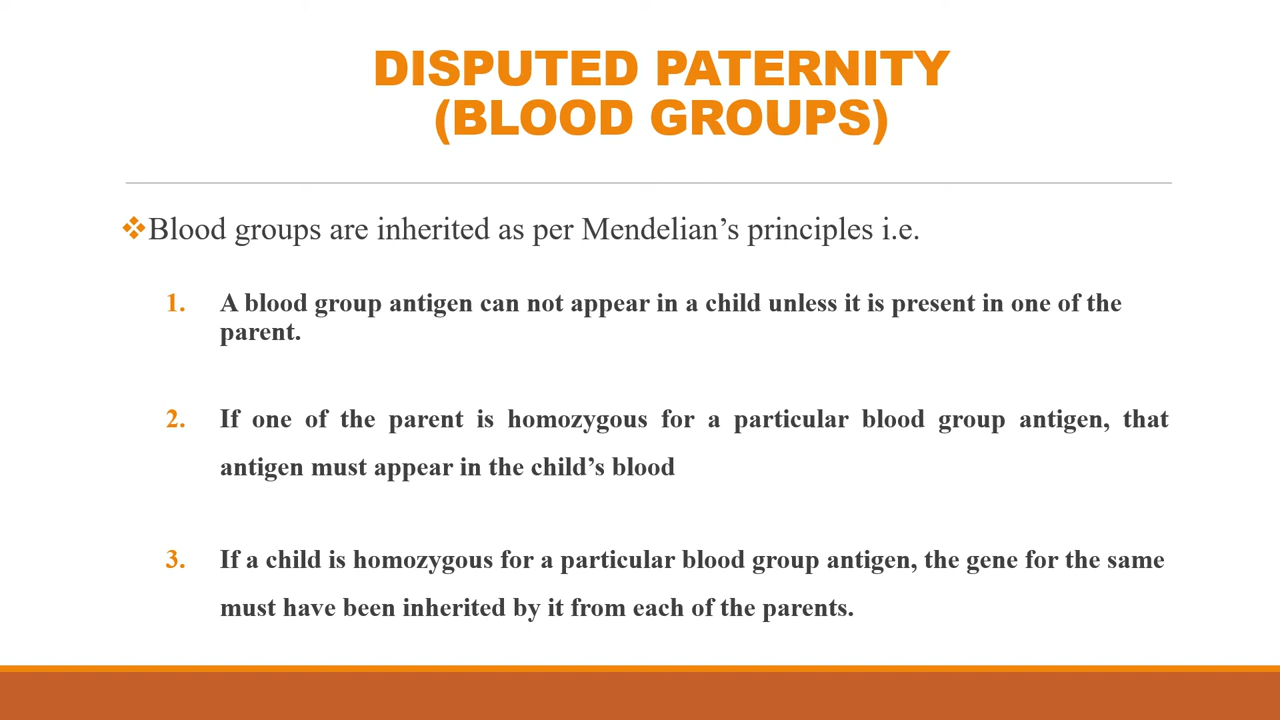 DISPUTED PATERNITY
(BLOOD GROUPS)
❖Blood groups are inherited as per Mendelian’s principles i.e.
1. A blood group antigen can not appear in a child unless it is present in one of the
parent.
2. If one of the parent is homozygous for a particular blood group antigen, that
antigen must appear in the child’s blood
3. If a child is homozygous for a particular blood group antigen, the gene for the same
must have been inherited by it from each of the parents.